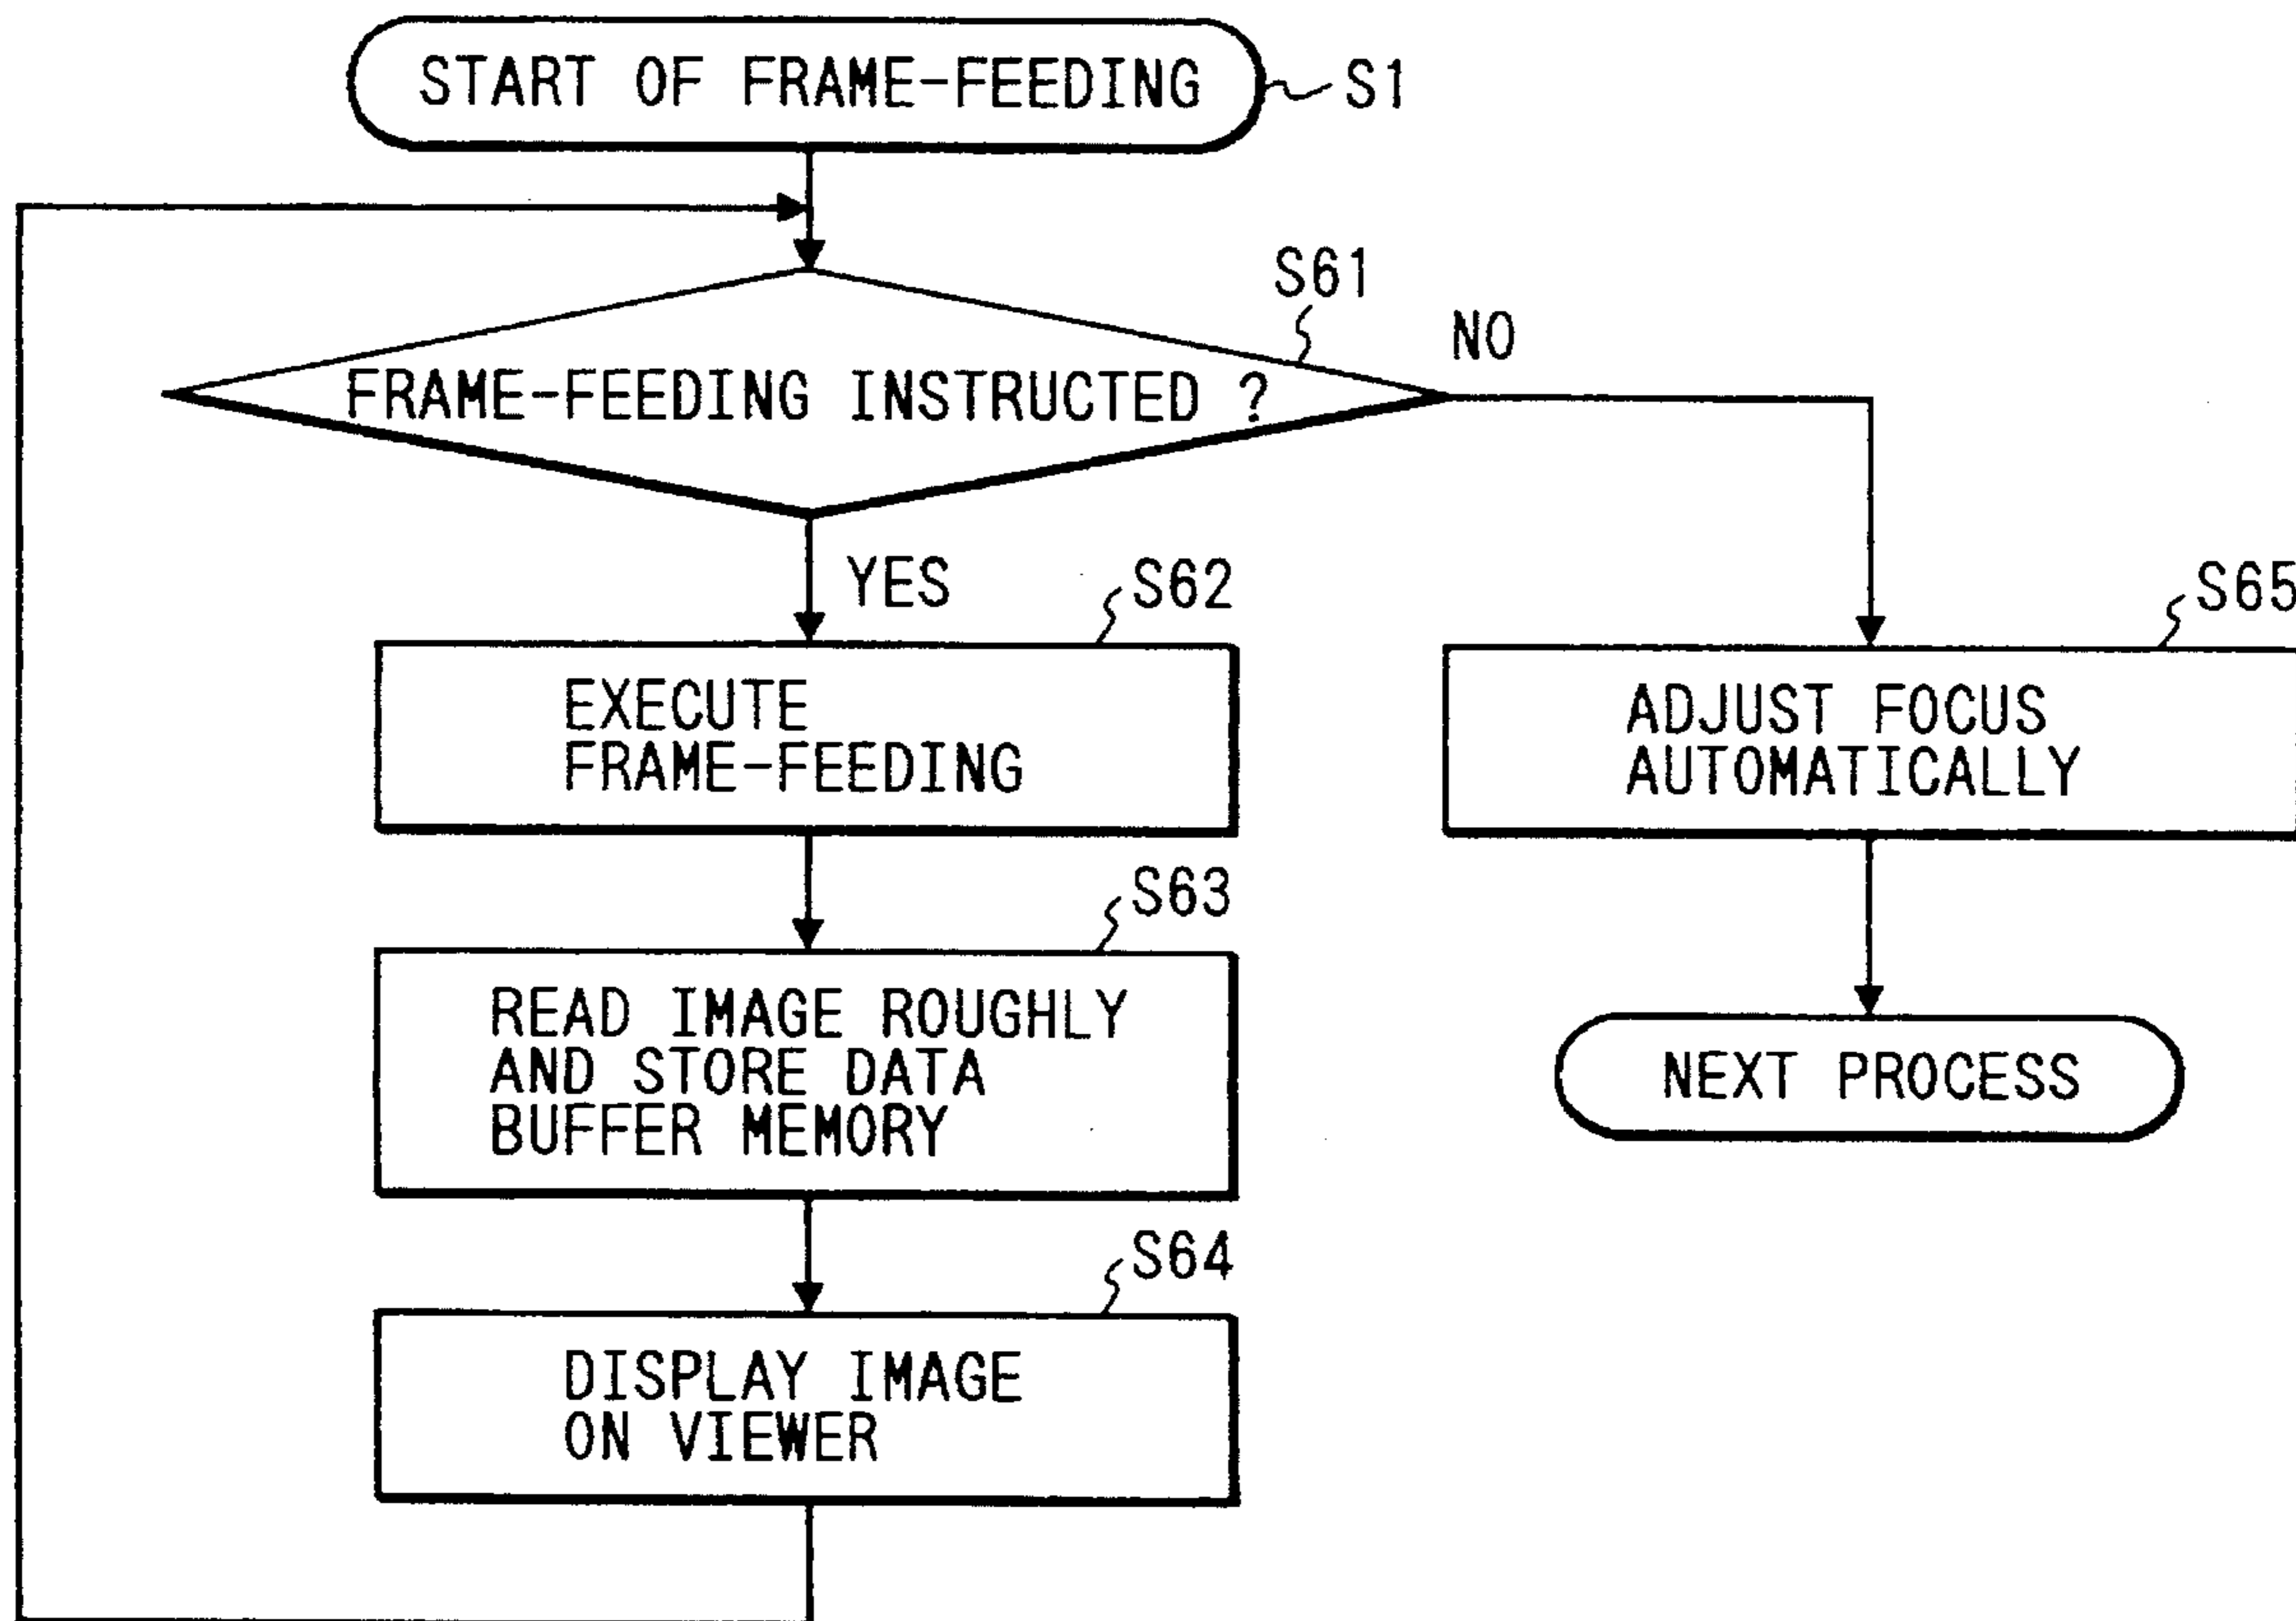 START OF FRAME-FEEDING
S1
S61
NO
FRAME-FEEDING INSTRUCTED ?
YES
S62
EXECUTE
FRAME-FEEDING
S63
READ IMAGE ROUGHLY
AND STORE DATA
BUFFER MEMORY
S64
DISPLAY IMAGE
ON VIEWER
S65
ADJUST FOCUS
AUTOMATICALLY
NEXT PROCESS